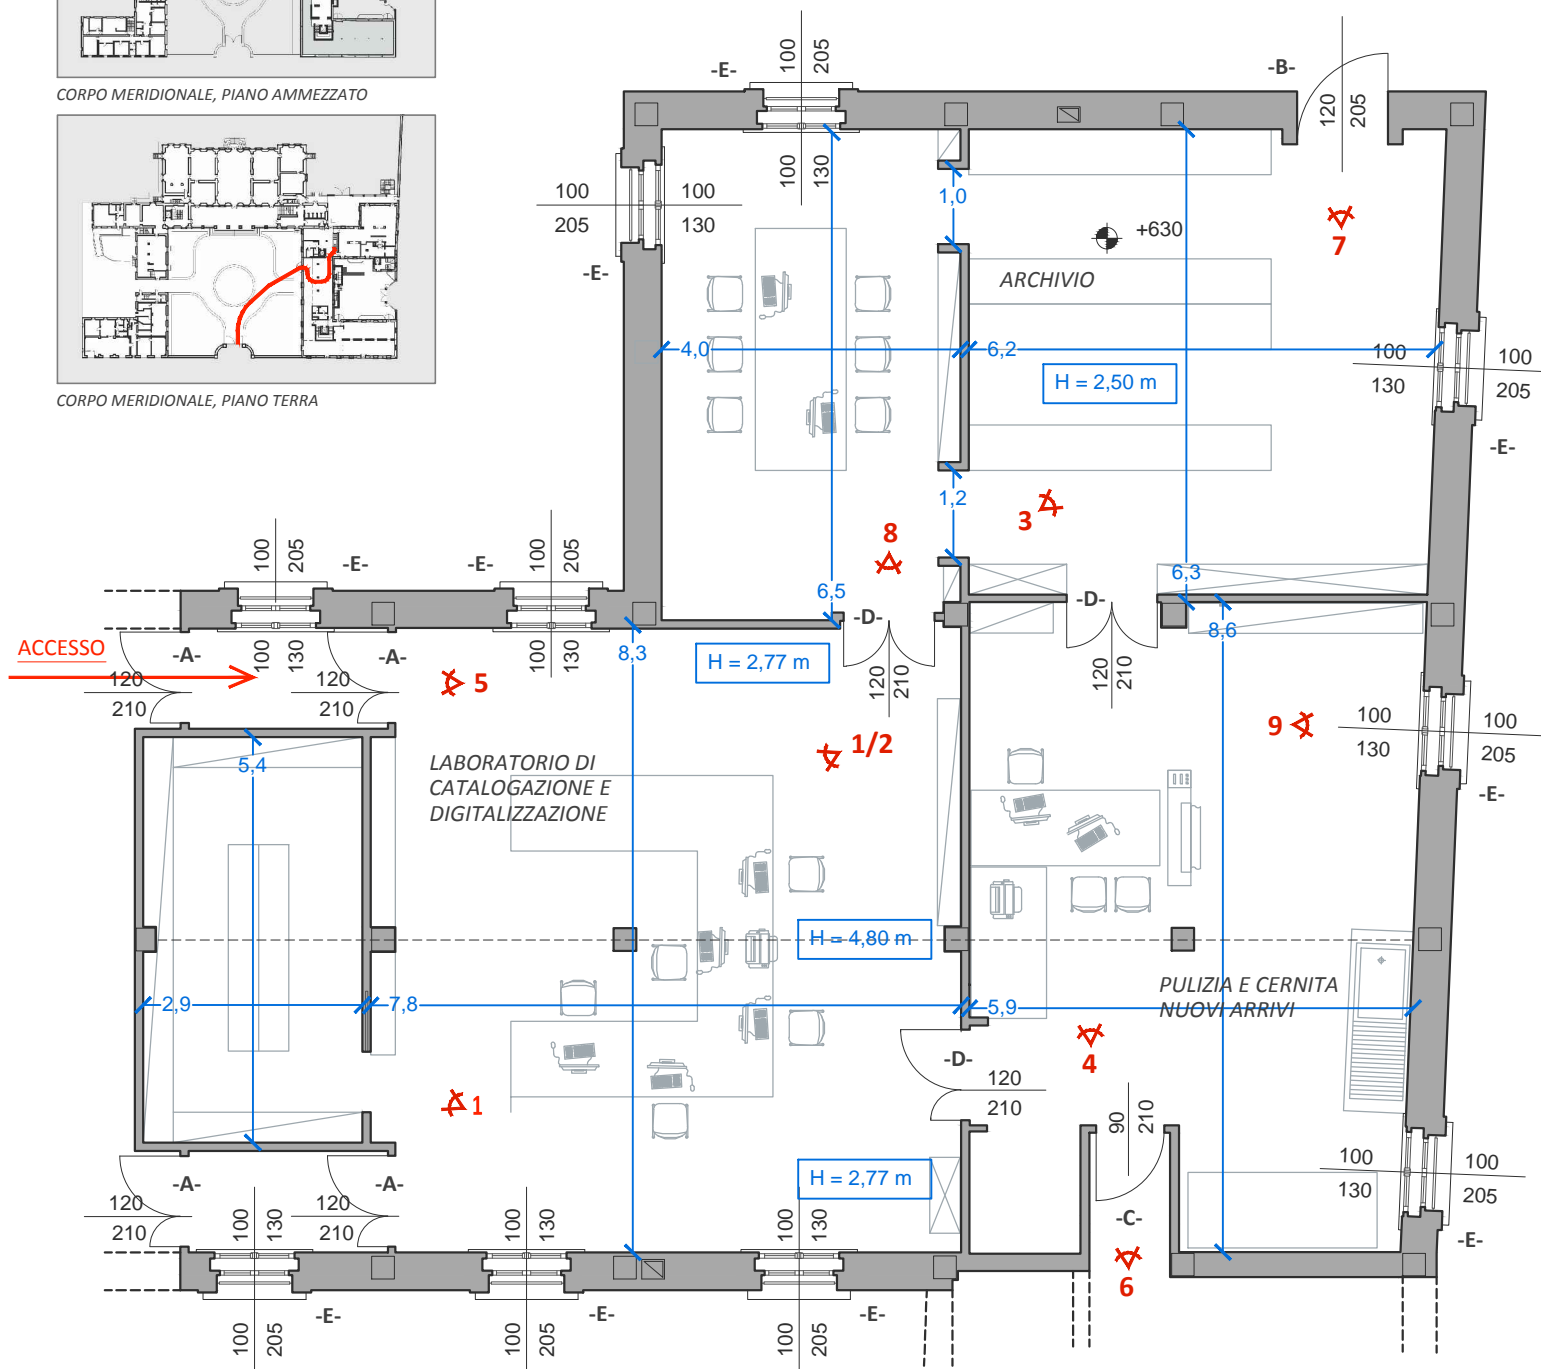 CORPO MERIDIONALE, PIANO AMMEZZATO
CORPO MERIDIONALE, PIANO TERRA
-E-
100
205
100
130
-B-
120
205
100
205
100
130
-E-
1,0
+630
7
ARCHIVIO
4,0
6,2
H = 2,50 m
100
130
100
205
-E-
1,2
3
8
6,5
6,3
-D-
-D-
100
205
-E-
-E-
100
205
ACCESSO
-A-
100
130
-A-
100
130
8,3
H = 2,77 m
8,6
120
210
120
210
5
120
210
120
210
1/2
9
100
130
100
205
-E-
5,4
LABORATORIO DI
CATALOGAZIONE E
DIGITALIZZAZIONE
H = 4,80 m
PULIZIA E CERNITA
NUOVI ARRIVI
2,9
7,8
5,9
4
-D-
120
210
1
90
210
100
130
100
205
H = 2,77 m
-A-
-A-
120
210
120
210
100
130
100
130
100
130
-C-
-E-
6
-E-
-E-
-E-
100
205
100
205
100
205